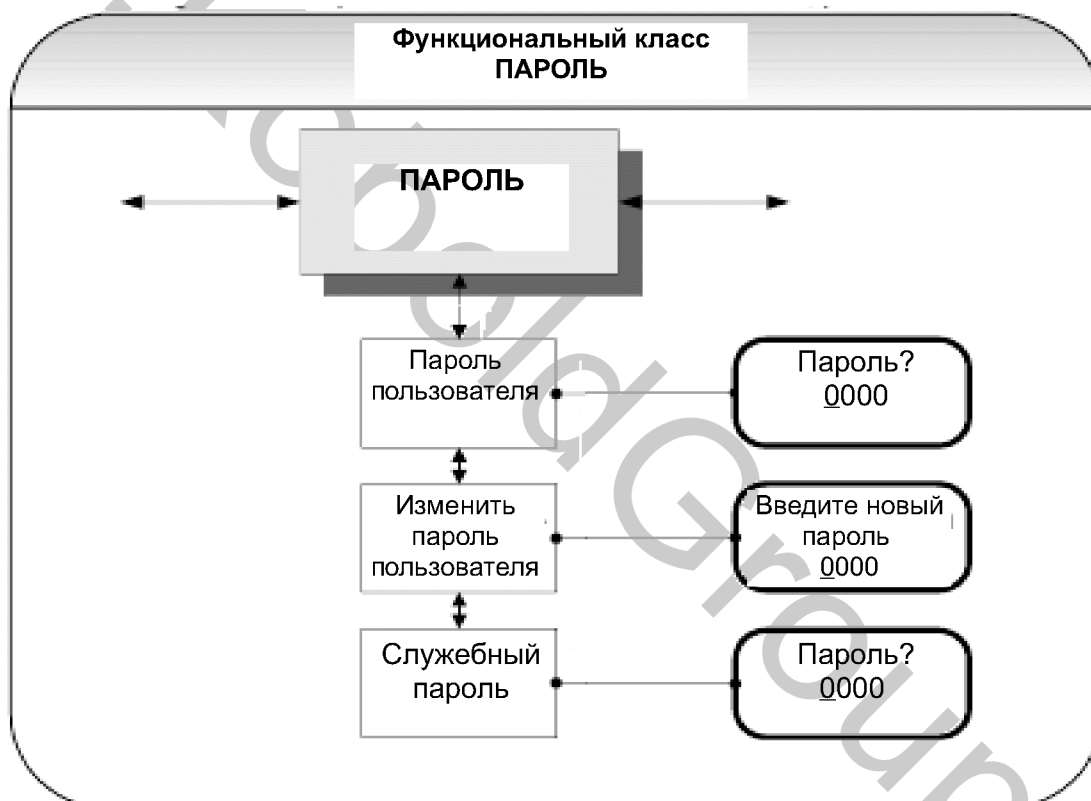 Функциональный класс
ПАРОЛЬ
ПАРОЛЬ
Пароль
пользователя
Пароль?
0000
Изменить
пароль
пользователя
Введите новый
пароль
0000
Служебный
пароль
Пароль?
0000